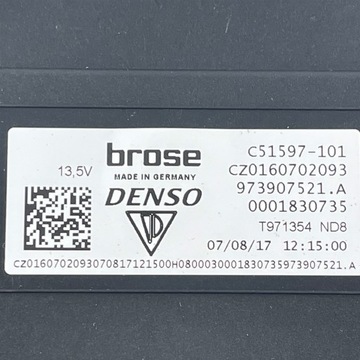 brose
MADE IN GERMANY
13,5V
DENSO
C51597-101
CZ0160702093
973907521.A
0001830735
T971354 ND8
07/08/17 12:15:00
CZ0160702093070817121500H0800030001830735973907521.A